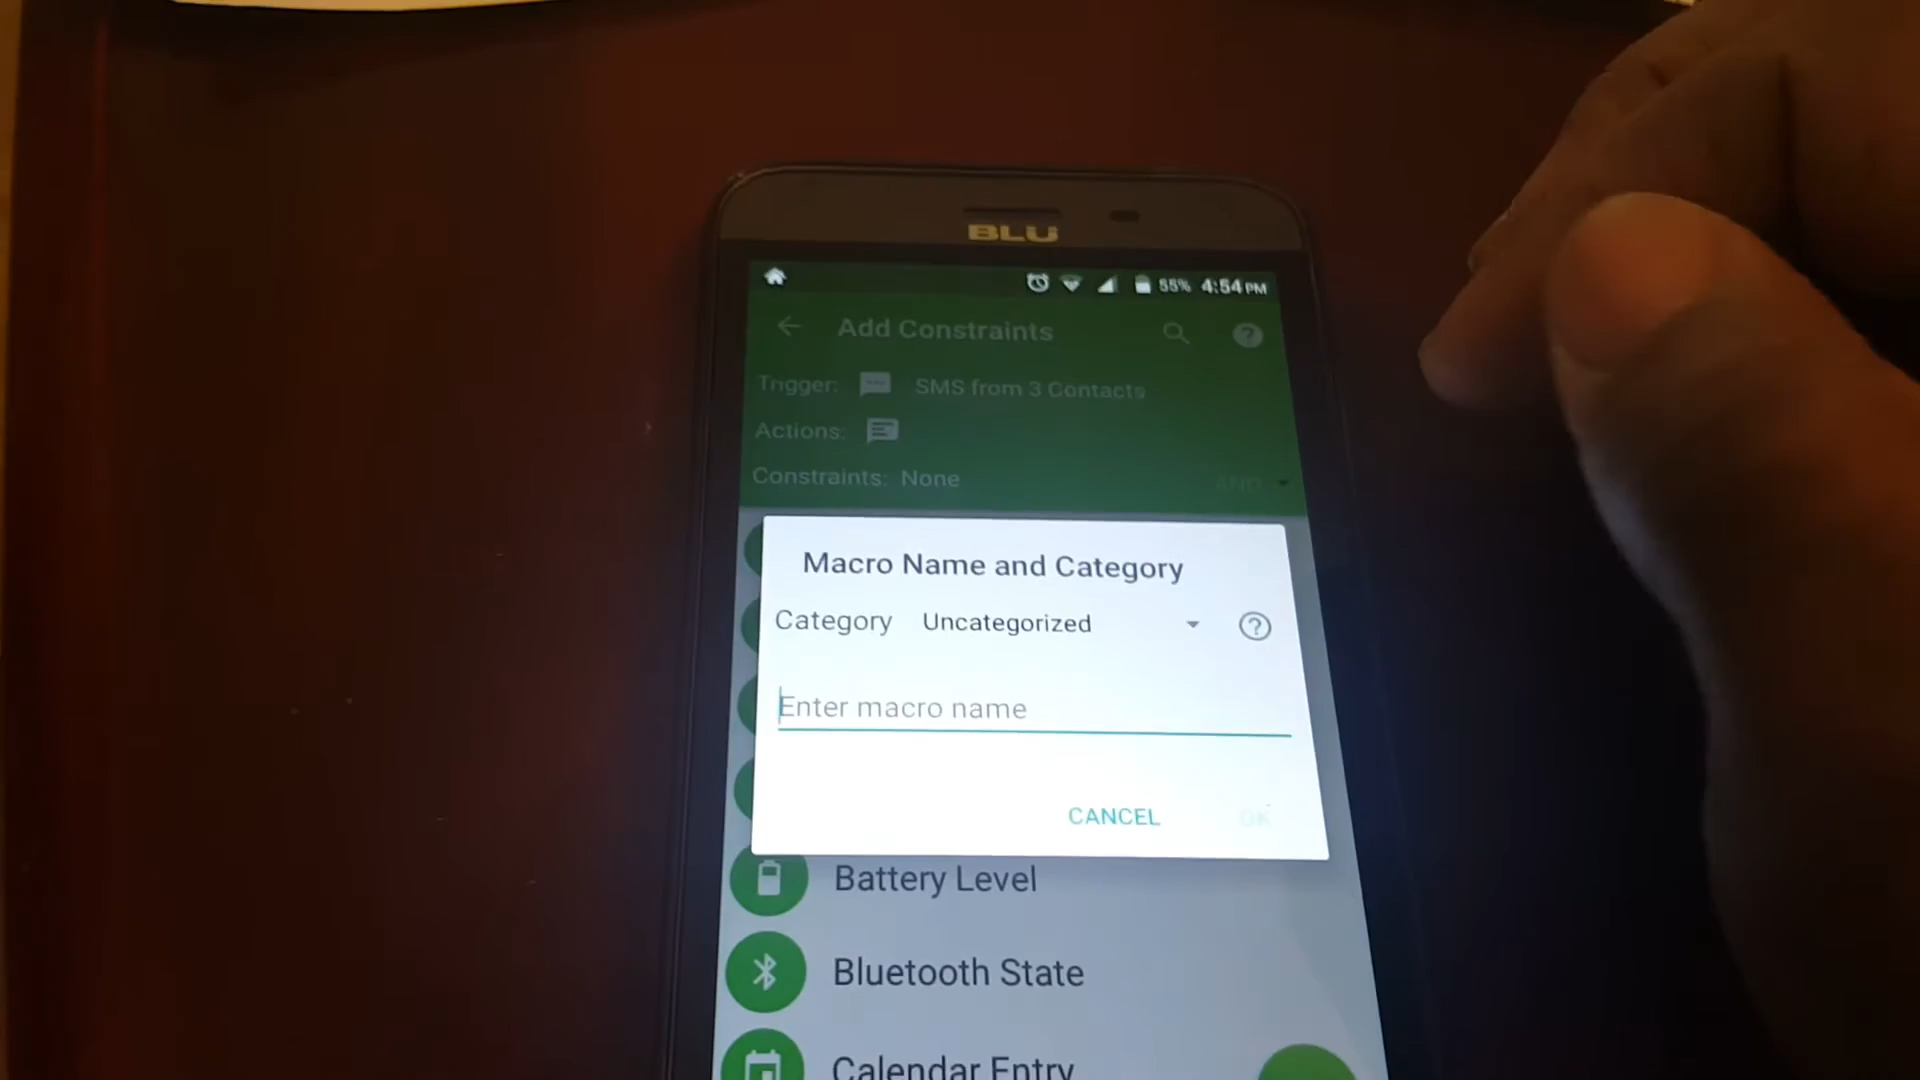 BLU
55% 4:54 PM
Add Constraints
Trigger: SMS from 3 Contacts
Actions:
Constraints: None AND
Macro Name and Category
Category Uncategorized
Enter macro name
CANCEL OK
Battery Level
Bluetooth State
Calendar Entry